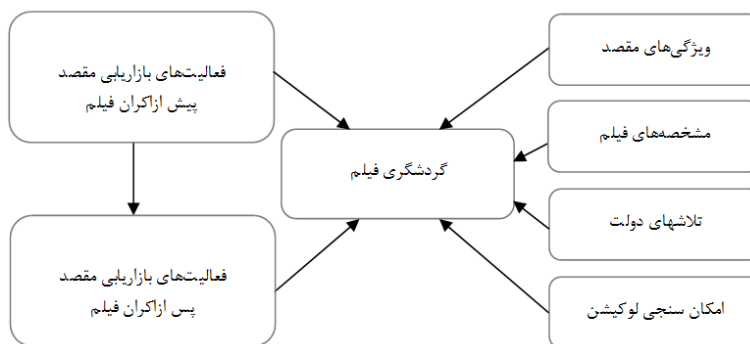 ویژگی‌های مقصد
فعالیت‌های بازاریابی مقصد
پیش ازاکران فیلم
مشخصه‌های فیلم
گردشگری فیلم
تلاشهای دولت
فعالیت‌های بازاریابی مقصد
پس ازاکران فیلم
امکان سنجی لوکیشن